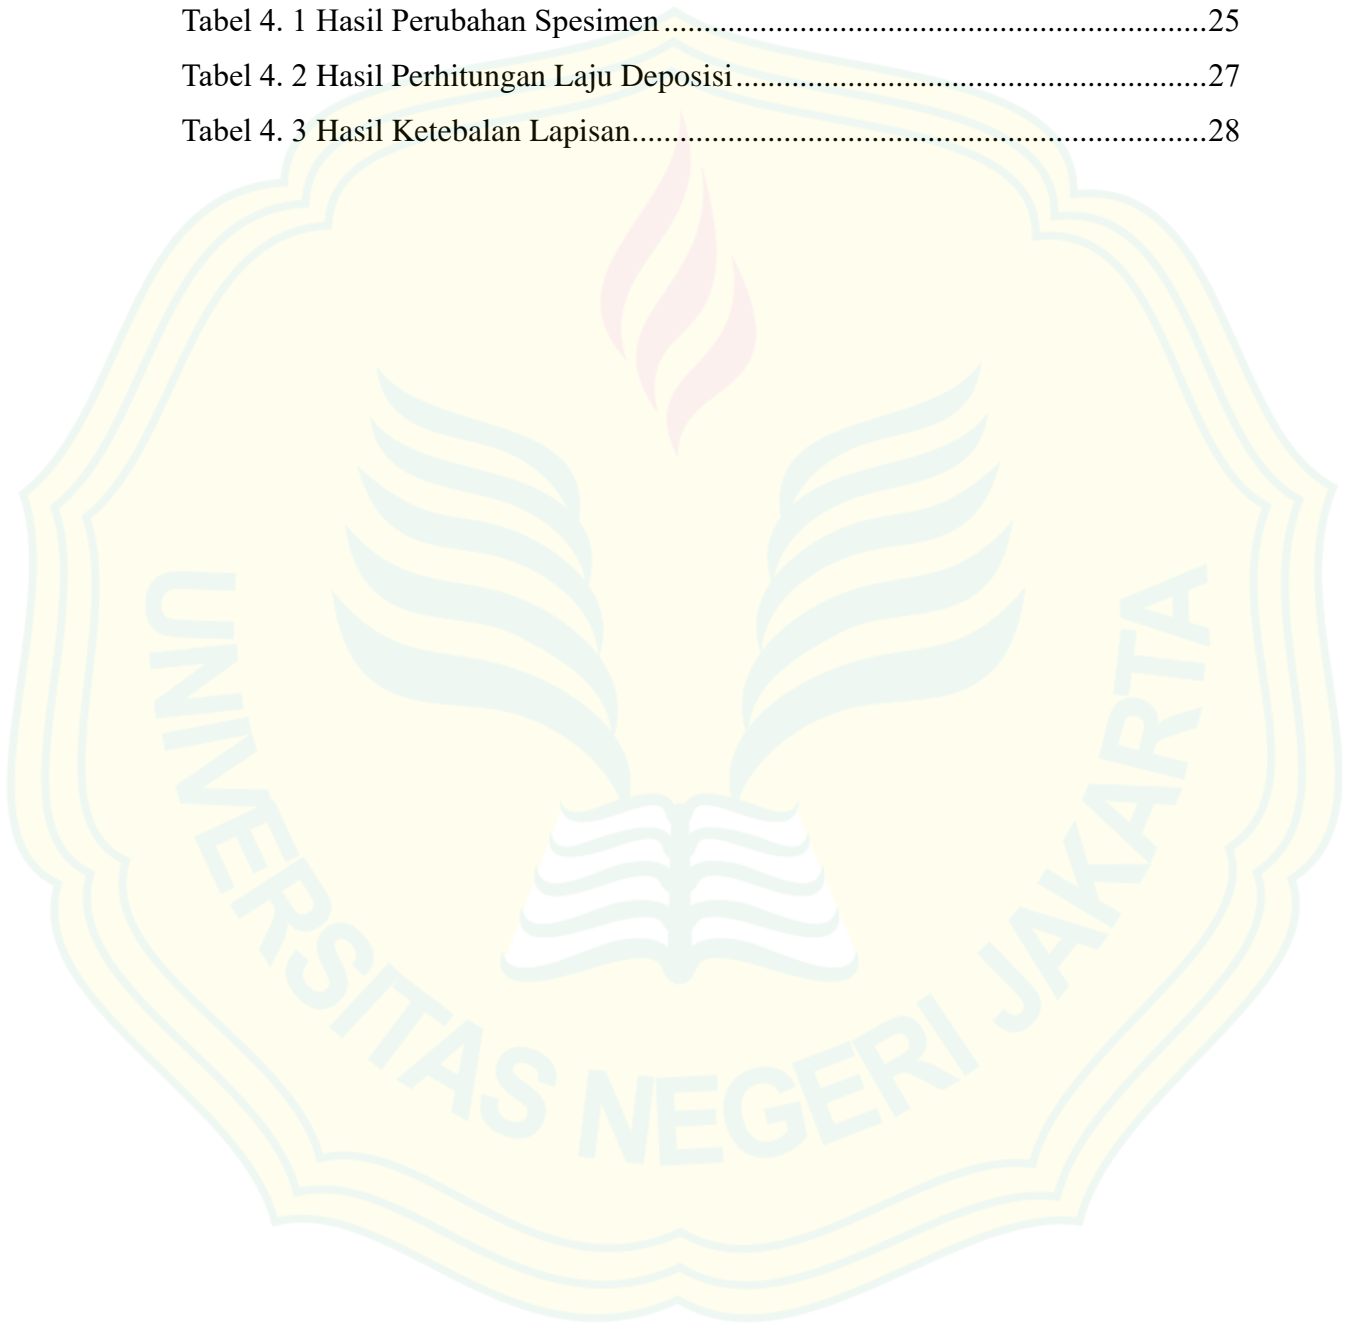 Tabel 4. 1 Hasil Perubahan Spesimen....................................................................25
Tabel 4. 2 Hasil Perhitungan Laju Deposisi...........................................................27
Tabel 4. 3 Hasil Ketebalan Lapisan........................................................................28
UNIVERSITAS NEGERI JAKARTA